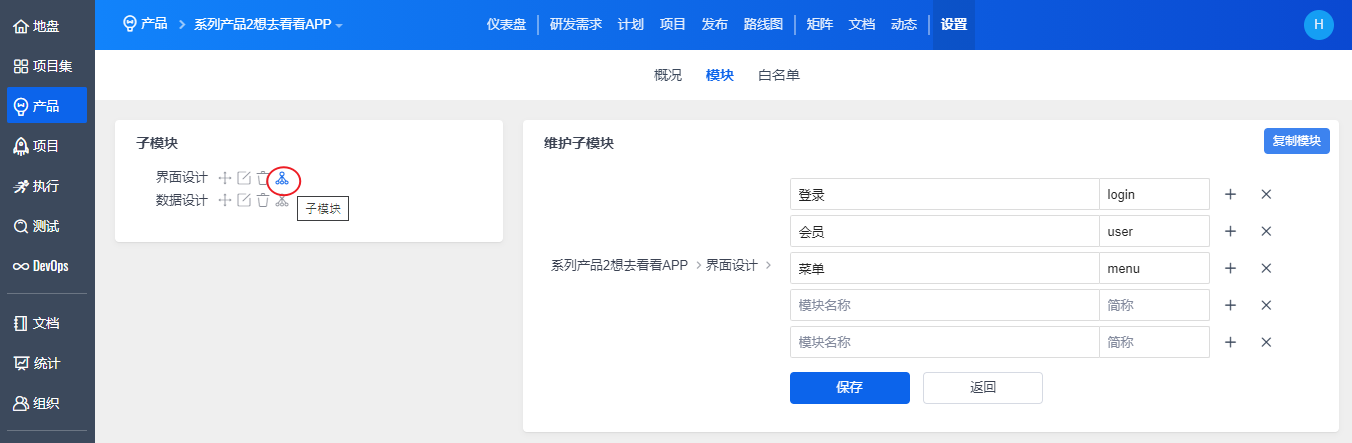 地盘
项目集
产品
项目
执行
测试
DevOps
文档
统计
组织
产品 系列产品2想去看看APP
仪表盘 研发需求 计划 项目 发布 路线图 矩阵 文档 动态 设置 H
概况 模块 白名单
子模块
界面设计
数据设计
子模块
维护子模块 复制模块
系列产品2想去看看APP 界面设计
登录 login
会员 user
菜单 menu
模块名称 简称
模块名称 简称
保存 返回